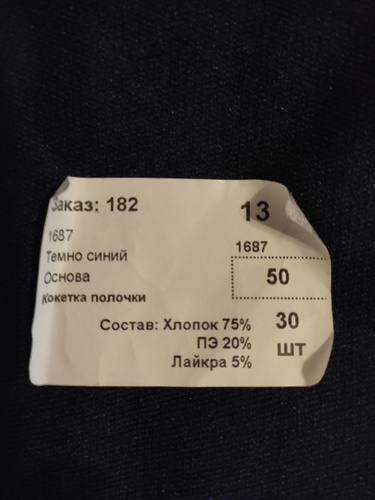 Заказ: 182
13
1687
1687
Темно синий
Основа
50
Кокетка полочки
Состав: Хлопок 75%
30
ПЭ 20%
шт
Лайкра 5%